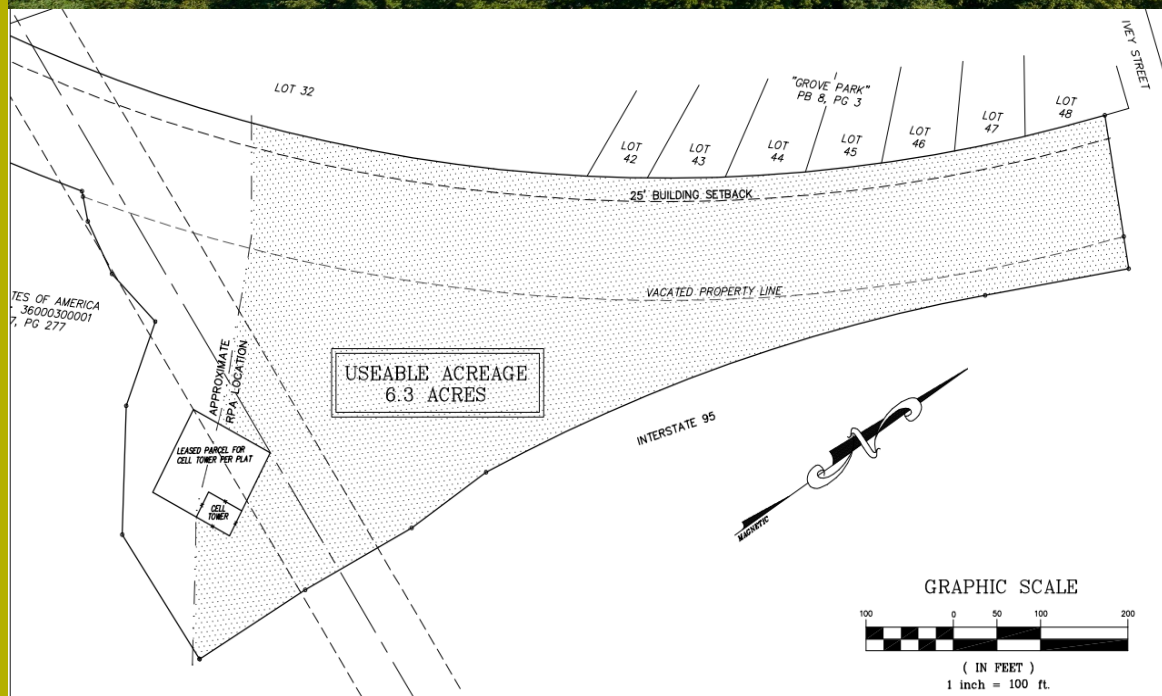 IVEY STREET
LOT 32
"GROVE PARK"
PB 8, PG 3
LOT
42
LOT
43
LOT
44
LOT
45
LOT
46
LOT
47
LOT
48
25' BUILDING SETBACK
VACATED PROPERTY LINE
TES OF AMERICA
36000300001
7, PG 277
APPROXIMATE
RPA LOCATION
USEABLE ACREAGE
6.3 ACRES
INTERSTATE 95
LEASED PARCEL FOR
CELL TOWER PER PLAT
CELL
TOWER
N
MAGNETIC
GRAPHIC SCALE
100 0 50 100 200
( IN FEET )
1 inch = 100 ft.